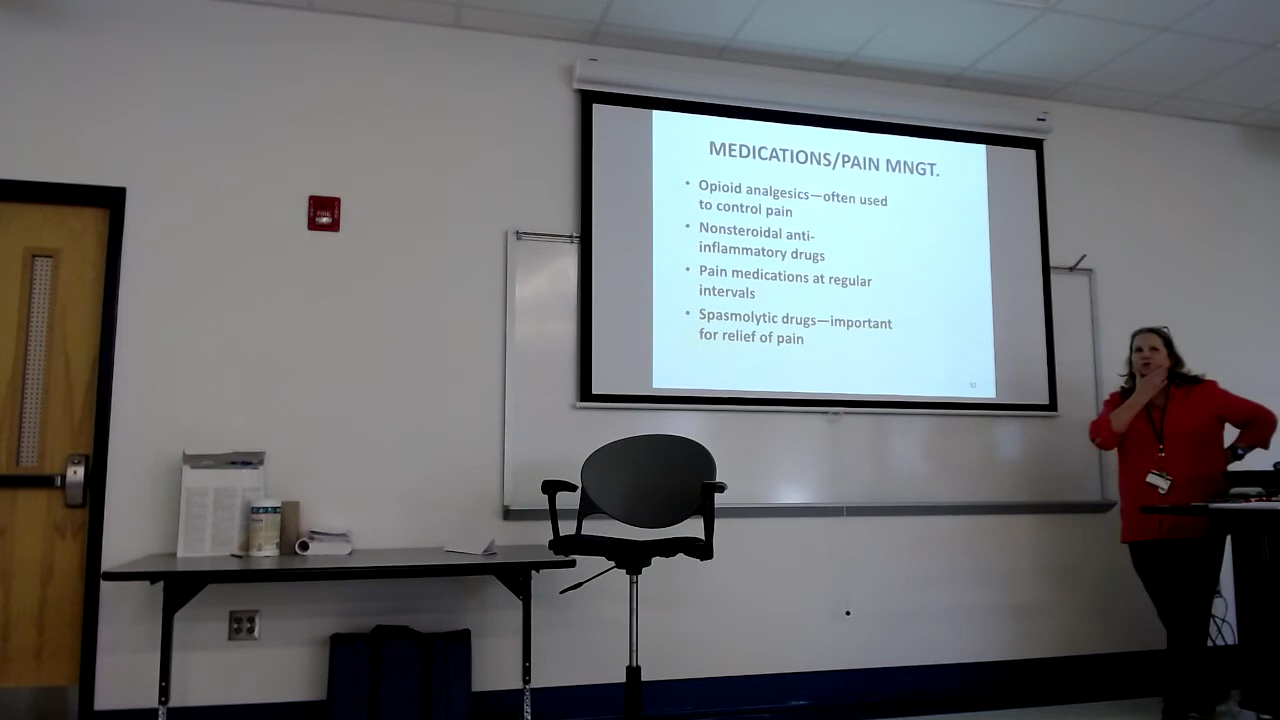 MEDICATIONS/PAIN MNGT.
• Opioid analgesics—often used
to control pain
• Nonsteroidal anti-
inflammatory drugs
• Pain medications at regular
intervals
• Spasmolytic drugs—important
for relief of pain
FIRE